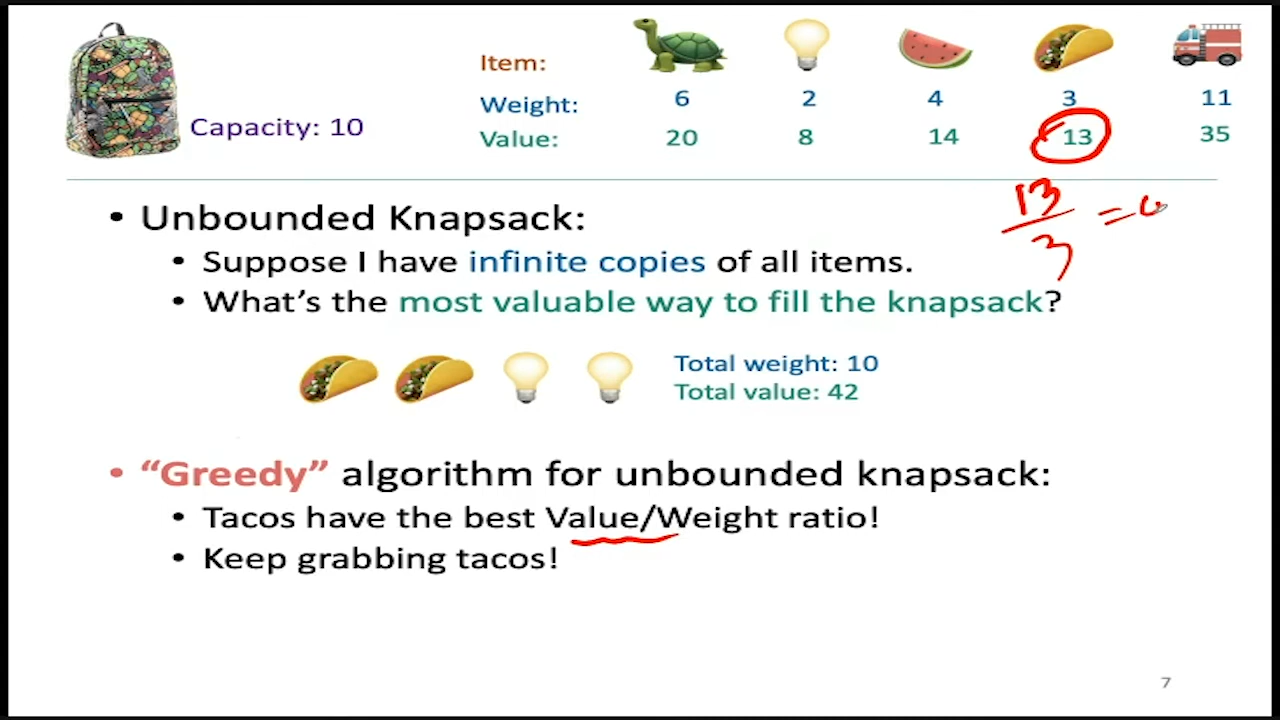 Item:
Weight: 6 2 4 3 11
Capacity: 10
Value: 20 8 14 13 35
• Unbounded Knapsack:
13
3
=
• Suppose I have infinite copies of all items.
• What's the most valuable way to fill the knapsack?
Total weight: 10
Total value: 42
• "Greedy" algorithm for unbounded knapsack:
• Tacos have the best Value/Weight ratio!
• Keep grabbing tacos!
7